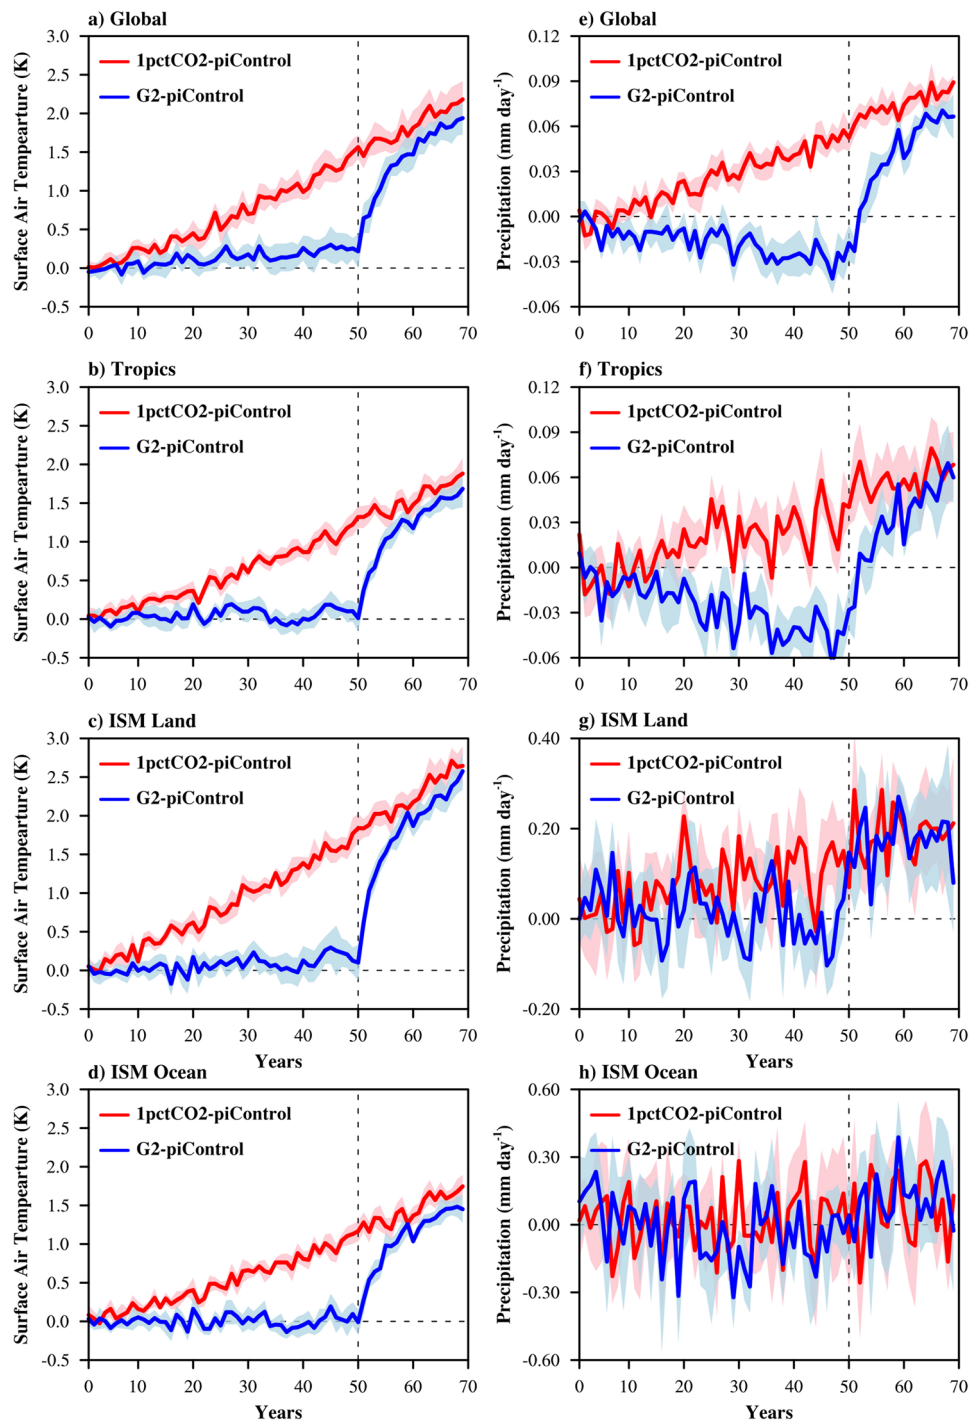 a) Global
Surface Air Tempearture (K)
3.0
2.5
2.0
1.5
1.0
0.5
0.0
-0.5
1pctCO2-piControl
G2-piControl
0 10 20 30 40 50 60 70
e) Global
Precipitation (mm day-1)
0.12
0.09
0.06
0.03
0.00
-0.03
-0.06
1pctCO2-piControl
G2-piControl
0 10 20 30 40 50 60 70
b) Tropics
Surface Air Tempearture (K)
3.0
2.5
2.0
1.5
1.0
0.5
0.0
-0.5
1pctCO2-piControl
G2-piControl
0 10 20 30 40 50 60 70
f) Tropics
Precipitation (mm day-1)
0.12
0.09
0.06
0.03
0.00
-0.03
-0.06
1pctCO2-piControl
G2-piControl
0 10 20 30 40 50 60 70
c) ISM Land
Surface Air Tempearture (K)
3.0
2.5
2.0
1.5
1.0
0.5
0.0
-0.5
1pctCO2-piControl
G2-piControl
0 10 20 30 40 50 60 70
Years
g) ISM Land
Precipitation (mm day-1)
0.40
0.20
0.00
-0.20
1pctCO2-piControl
G2-piControl
0 10 20 30 40 50 60 70
Years
d) ISM Ocean
Surface Air Tempearture (K)
3.0
2.5
2.0
1.5
1.0
0.5
0.0
-0.5
1pctCO2-piControl
G2-piControl
0 10 20 30 40 50 60 70
Years
h) ISM Ocean
Precipitation (mm day-1)
0.60
0.30
0.00
-0.30
-0.60
1pctCO2-piControl
G2-piControl
0 10 20 30 40 50 60 70
Years